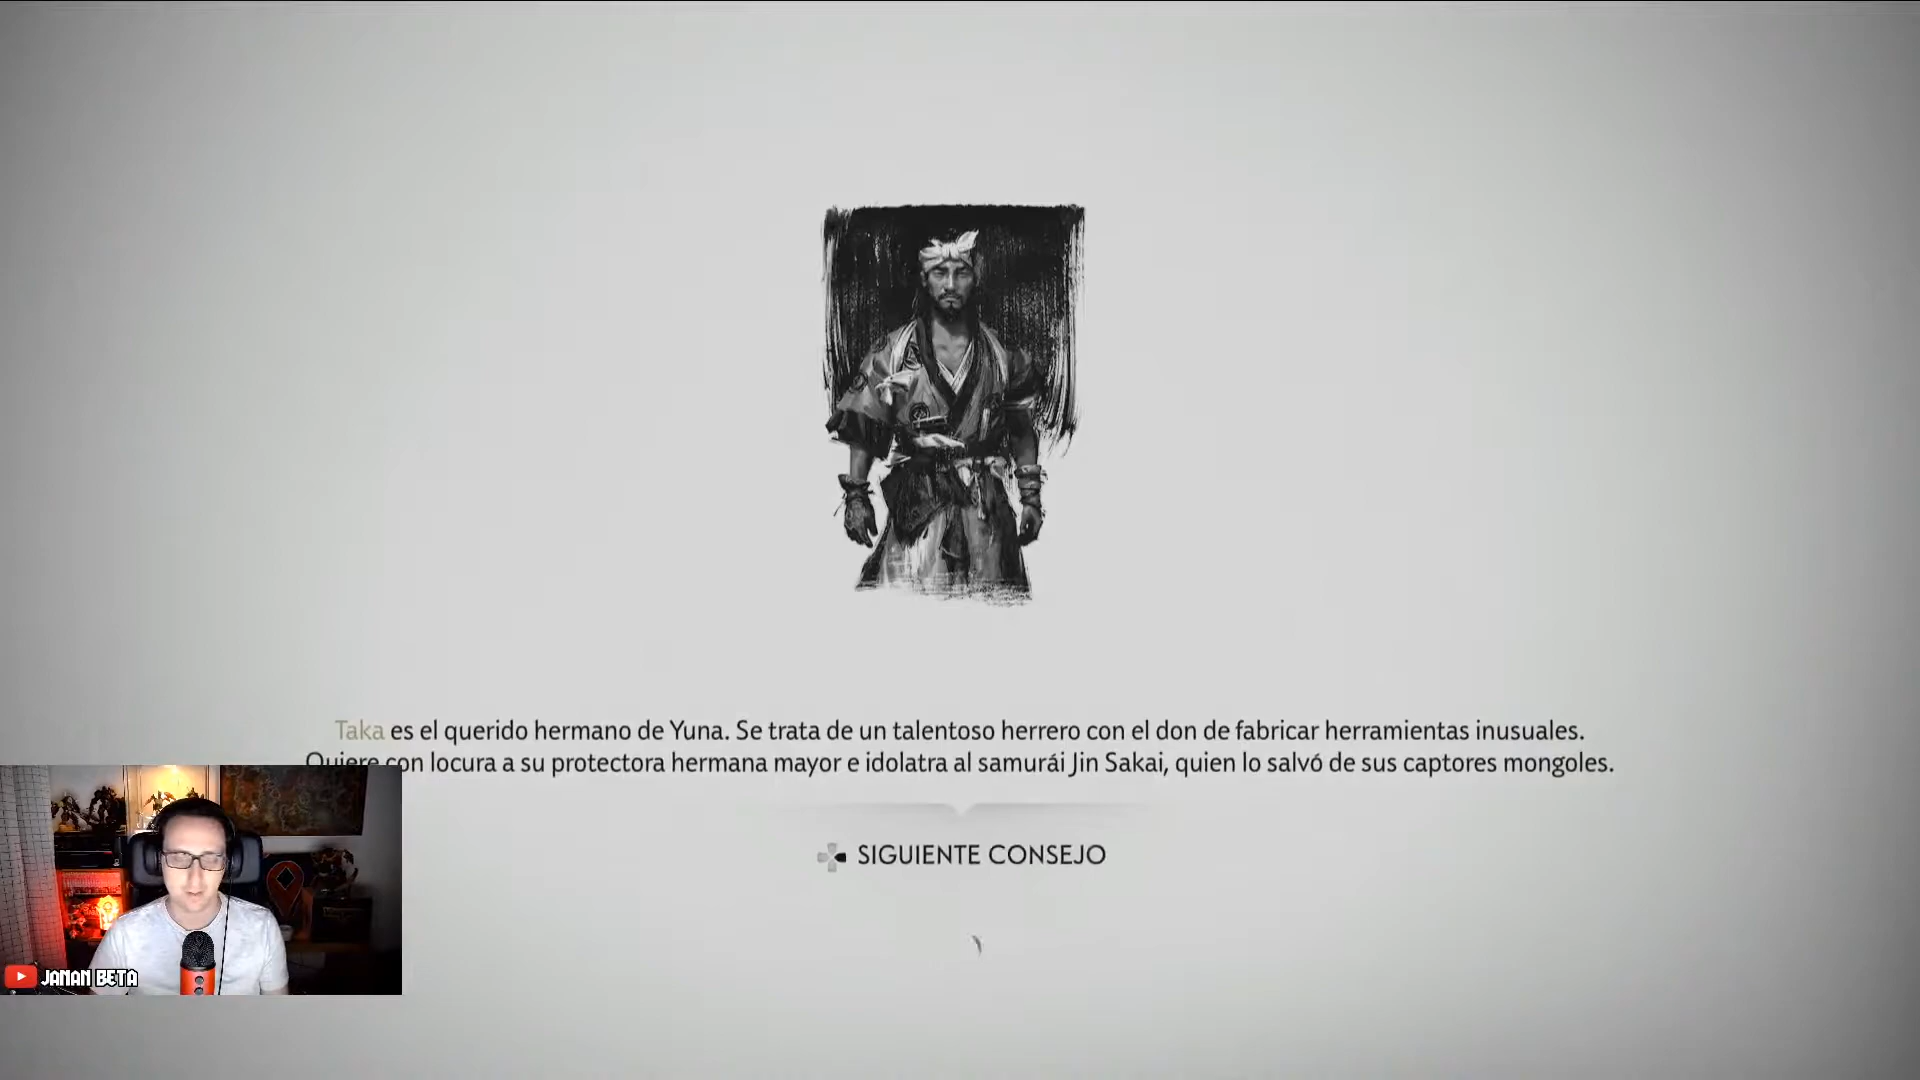 Taka es el querido hermano de Yuna. Se trata de un talentoso herrero con el don de fabricar herramientas inusuales.
Quiere con locura a su protectora hermana mayor e idolatra al samurái Jin Sakai, quien lo salvó de sus captores mongoles.
SIGUIENTE CONSEJO
JANAN BETA